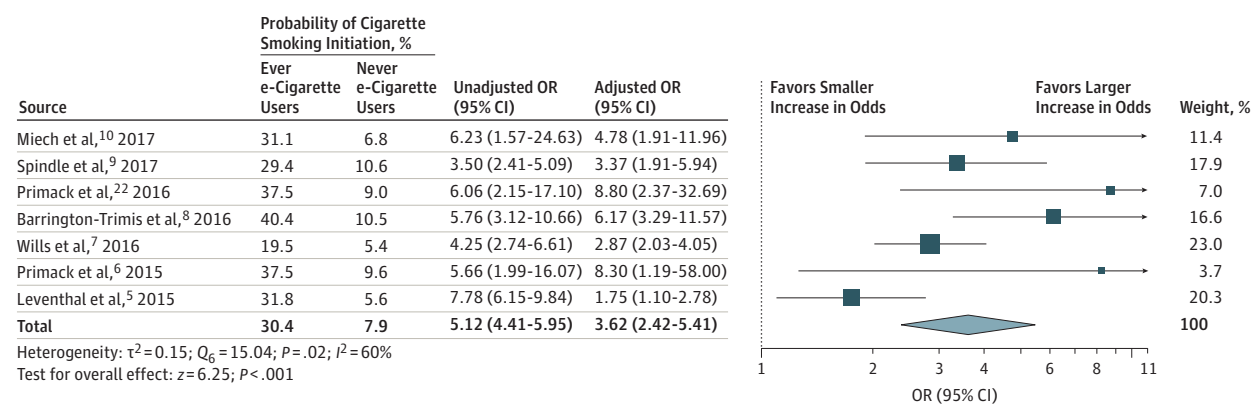 Probability of Cigarette
Smoking Initiation, %
Source
Ever
e-Cigarette
Users
Never
e-Cigarette
Users
Unadjusted OR
(95% CI)
Adjusted OR
(95% CI)
Favors Smaller
Increase in Odds
Favors Larger
Increase in Odds
Weight, %
Miech et al,10 2017 31.1 6.8 6.23 (1.57-24.63) 4.78 (1.91-11.96) 11.4
Spindle et al,9 2017 29.4 10.6 3.50 (2.41-5.09) 3.37 (1.91-5.94) 17.9
Primack et al,22 2016 37.5 9.0 6.06 (2.15-17.10) 8.80 (2.37-32.69) 7.0
Barrington-Trimis et al,8 2016 40.4 10.5 5.76 (3.12-10.66) 6.17 (3.29-11.57) 16.6
Wills et al,7 2016 19.5 5.4 4.25 (2.74-6.61) 2.87 (2.03-4.05) 23.0
Primack et al,6 2015 37.5 9.6 5.66 (1.99-16.07) 8.30 (1.19-58.00) 3.7
Leventhal et al,5 2015 31.8 5.6 7.78 (6.15-9.84) 1.75 (1.10-2.78) 20.3
Total 30.4 7.9 5.12 (4.41-5.95) 3.62 (2.42-5.41) 100
Heterogeneity: τ2=0.15; Q6=15.04; P=.02; I2=60%
Test for overall effect: z=6.25; P<.001
1 2 3 4 6 8 11
OR (95% CI)